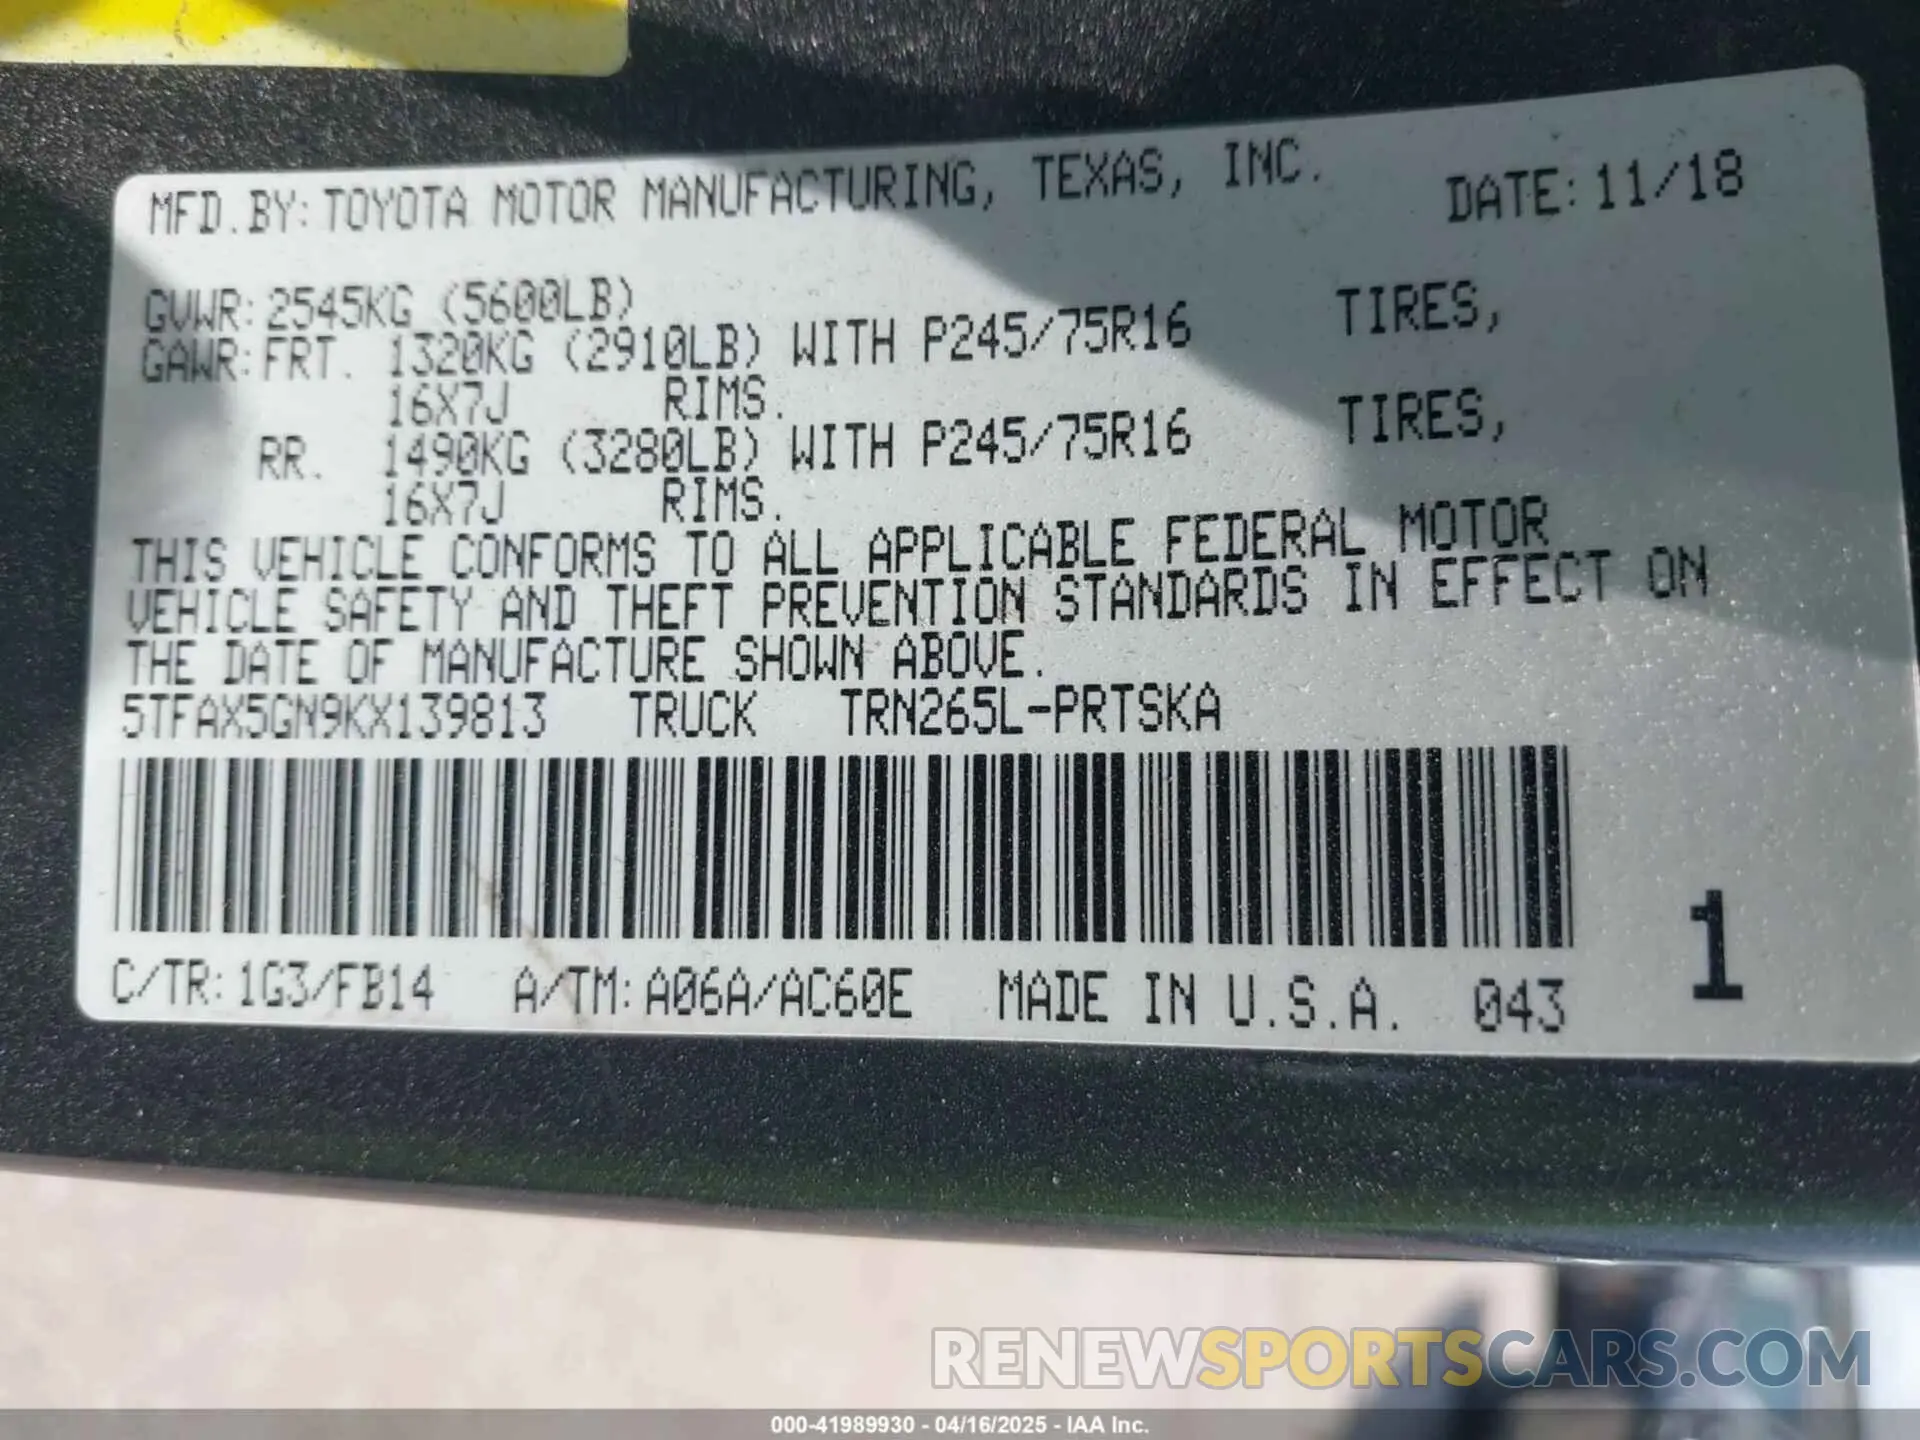 MFD.BY: TOYOTA MOTOR MANUFACTURING, TEXAS, INC. DATE: 11/18
GVWR: 2545KG (5600LB)
GAWR: FRT. 1320KG (2910LB) WITH P245/75R16 TIRES,
16X7J RIMS.
RR. 1490KG (3280LB) WITH P245/75R16 TIRES,
16X7J RIMS.
THIS VEHICLE CONFORMS TO ALL APPLICABLE FEDERAL MOTOR
VEHICLE SAFETY AND THEFT PREVENTION STANDARDS IN EFFECT ON
THE DATE OF MANUFACTURE SHOWN ABOVE.
5TFAX5GN9KX139813 TRUCK TRN265L-PRTSKA
C/TR: 1G3/FB14 A/TM: A06A/AC60E MADE IN U.S.A. 043 1
RENEWSPORTSCARS.COM
000-41989930 - 04/16/2025 - IAA Inc.